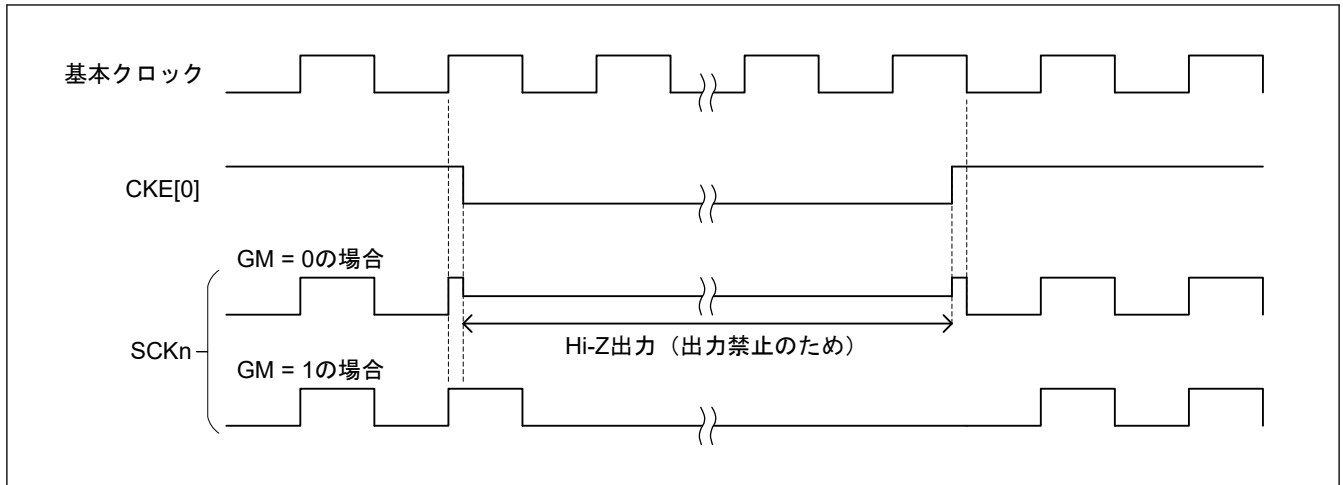 基本クロック
CKE[0]
GM = 0の場合
Hi-Z出力（出力禁止のため）
SCKn
GM = 1の場合